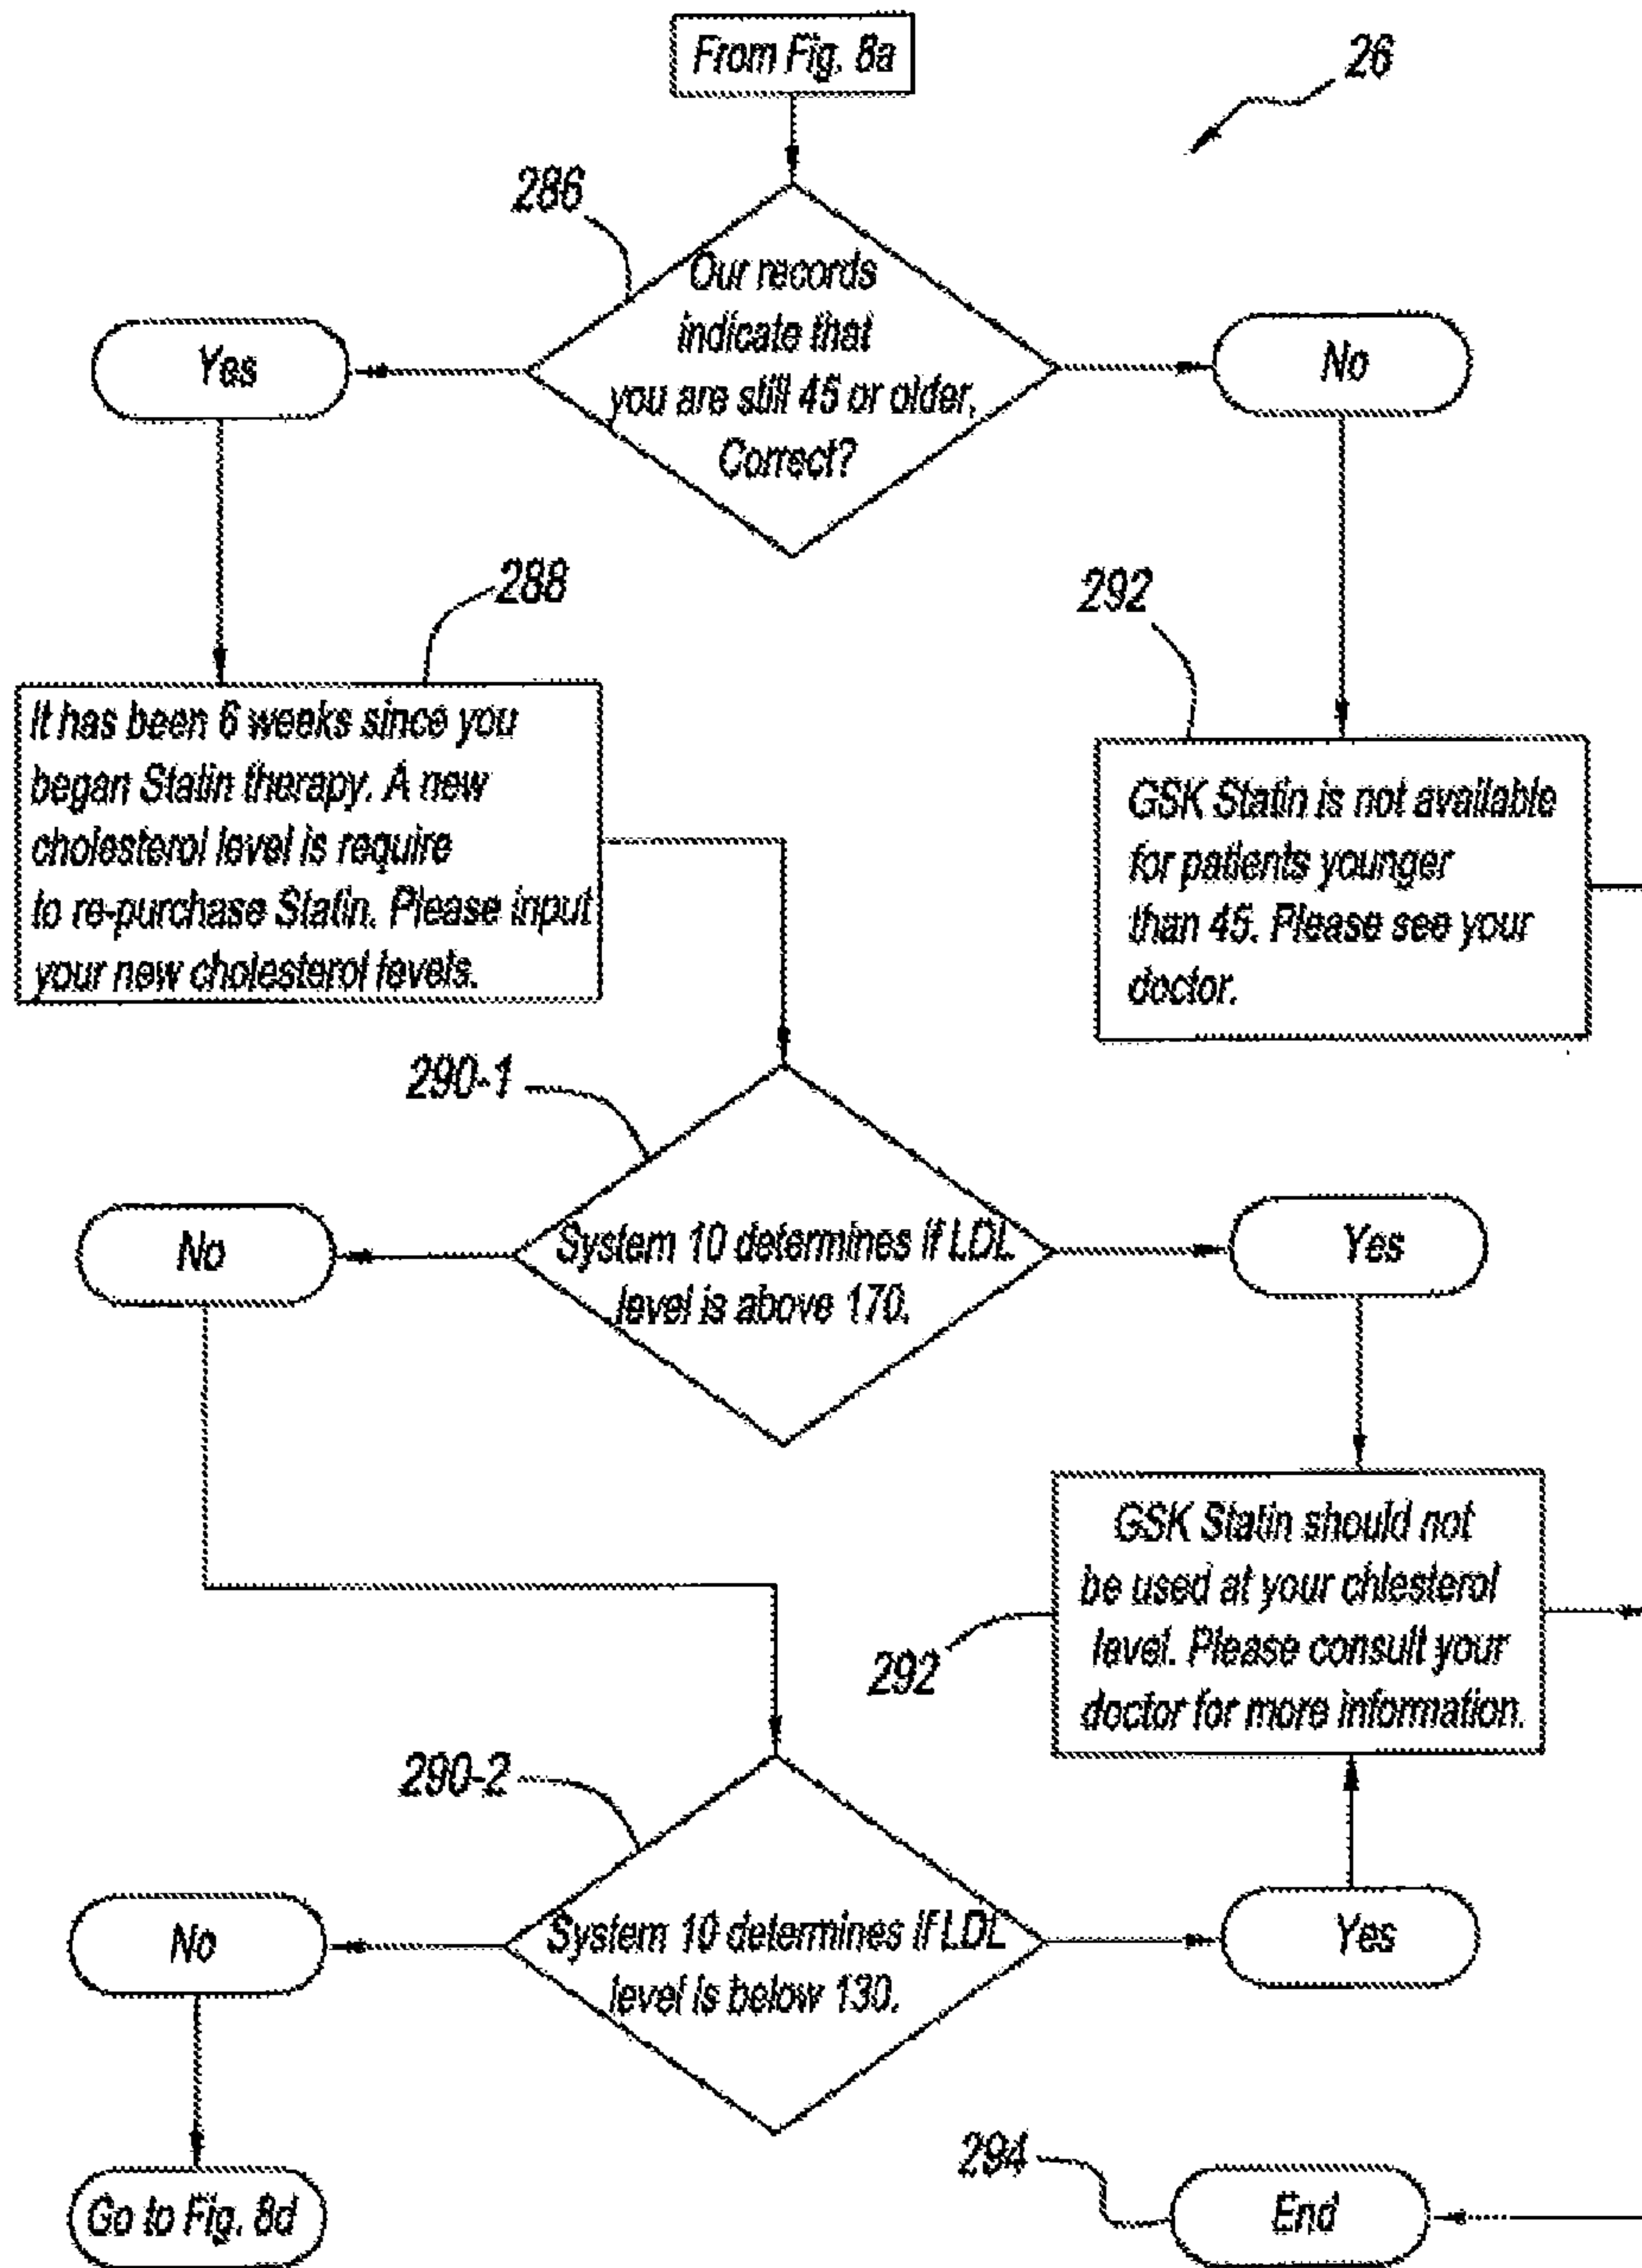 From Fig. 8a
26
286
Our records
indicate that
you are still 45 or older,
Correct?
Yes
No
288
292
It has been 6 weeks since you
began Statin therapy. A new
cholesterol level is require
to re-purchase Statin. Please input
your new cholesterol levels.
GSK Statin is not available
for patients younger
than 45. Please see your
doctor.
290-1
No
System 10 determines if LDL
level is above 170.
Yes
GSK Statin should not
be used at your chlesterol
level. Please consult your
doctor for more information.
292
290-2
No
System 10 determines if LDL
level is below 130.
Yes
294
Go to Fig. 8d
End